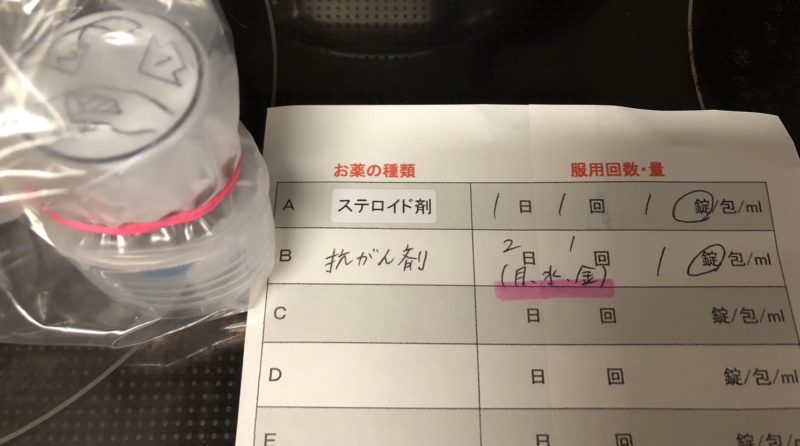 お薬の種類 服用回数・量
A ステロイド剤 1日 1回 1 錠/包/ml
B 抗がん剤 2日 1回 1 錠/包/ml
(月、水、金)
C 日 回 錠/包/ml
D 日 回 錠/包/ml
E 日 回 錠/包/ml